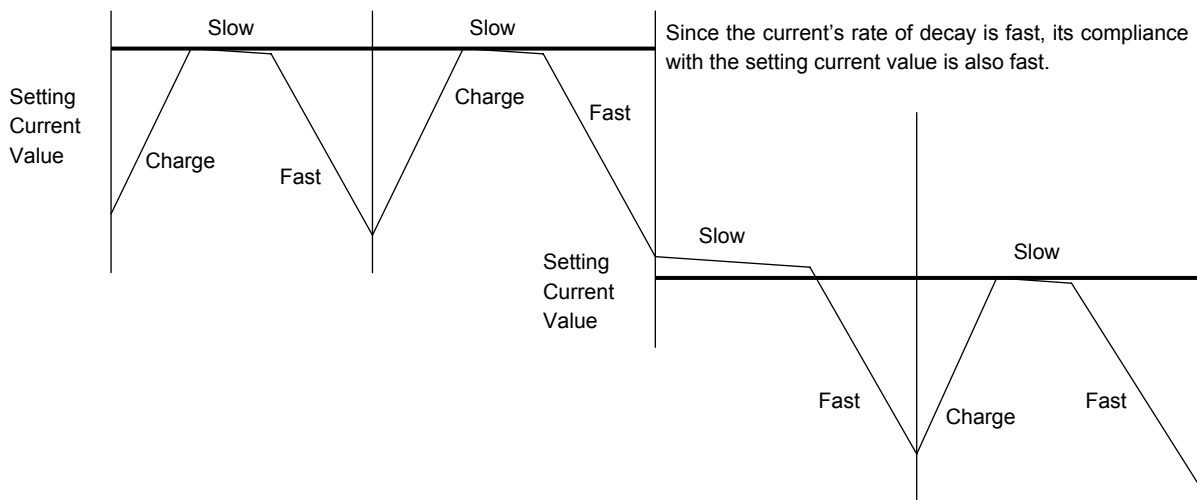 Slow
Slow
Since the current's rate of decay is fast, its compliance
with the setting current value is also fast.
Setting
Current
Value
Charge
Fast
Charge
Fast
Setting
Current
Value
Slow
Slow
Fast
Charge
Fast